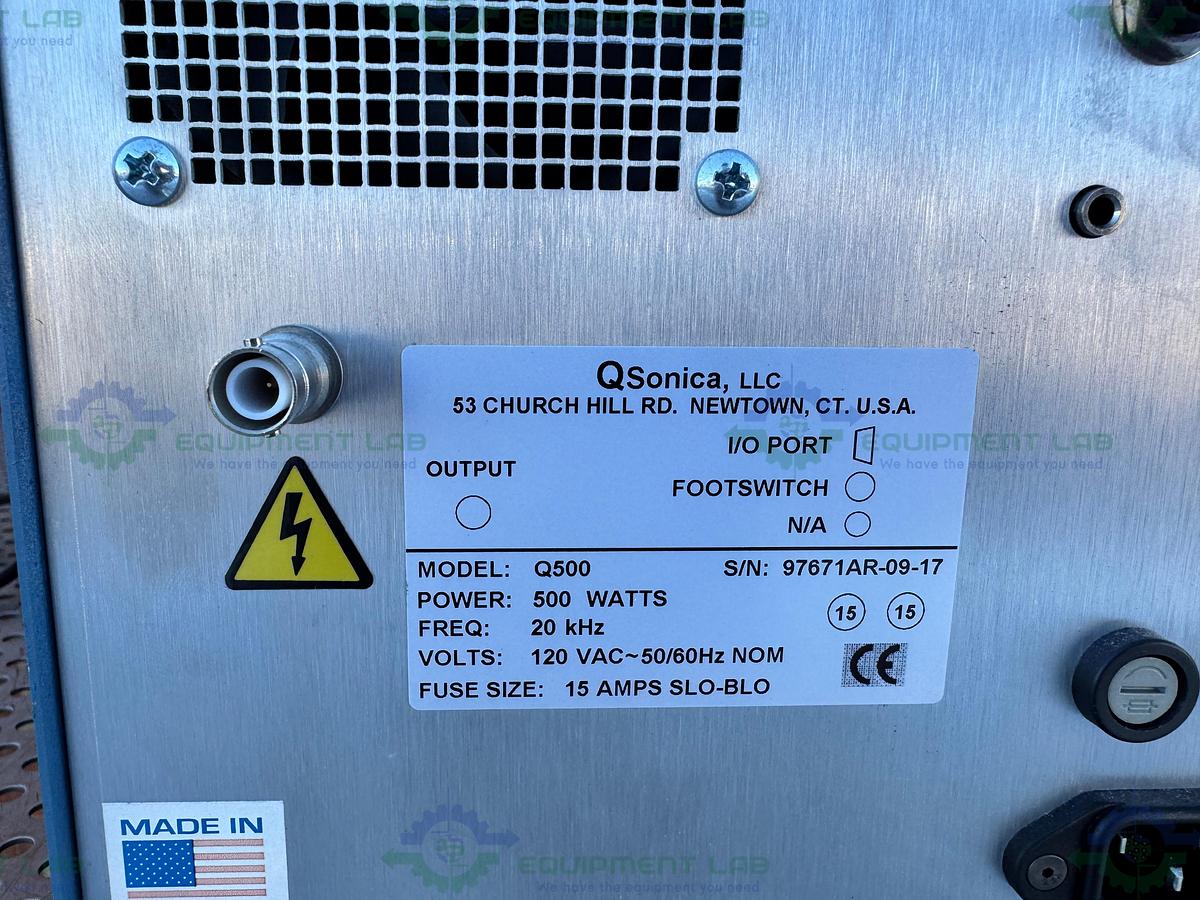 EQUIPMENT LAB
QSonica, LLC
53 CHURCH HILL RD. NEWTOWN, CT. U.S.A.
I/O PORT
EQUIPMENT LAB
We have the equipment you need
EQUIPMENT LAB
We have the equipment you need
OUTPUT
FOOTSWITCH
N/A
MODEL: Q500 S/N: 97671AR-09-17
POWER: 500 WATTS
15 15
FREQ: 20 kHz
VOLTS: 120 VAC~50/60Hz NOM
CE
FUSE SIZE: 15 AMPS SLO-BLO
MADE IN
EQUIPMENT LAB
We have the equipment you need